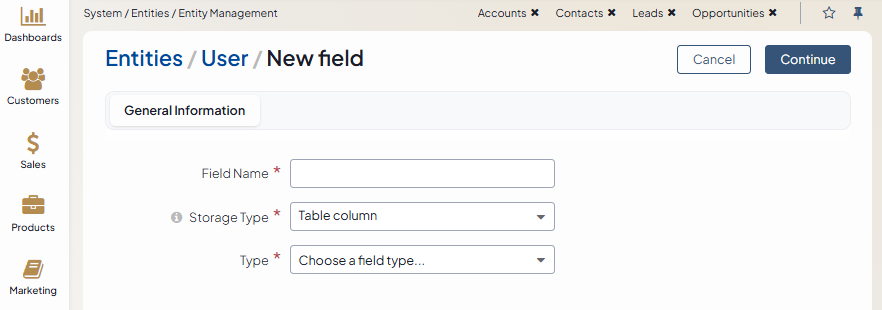 System / Entities / Entity Management
Accounts ✖ Contacts ✖ Leads ✖ Opportunities ✖
Dashboards
Customers
Sales
Products
Marketing
Entities / User / New field
Cancel
Continue
General Information
Field Name *
Storage Type * Table column
Type * Choose a field type...